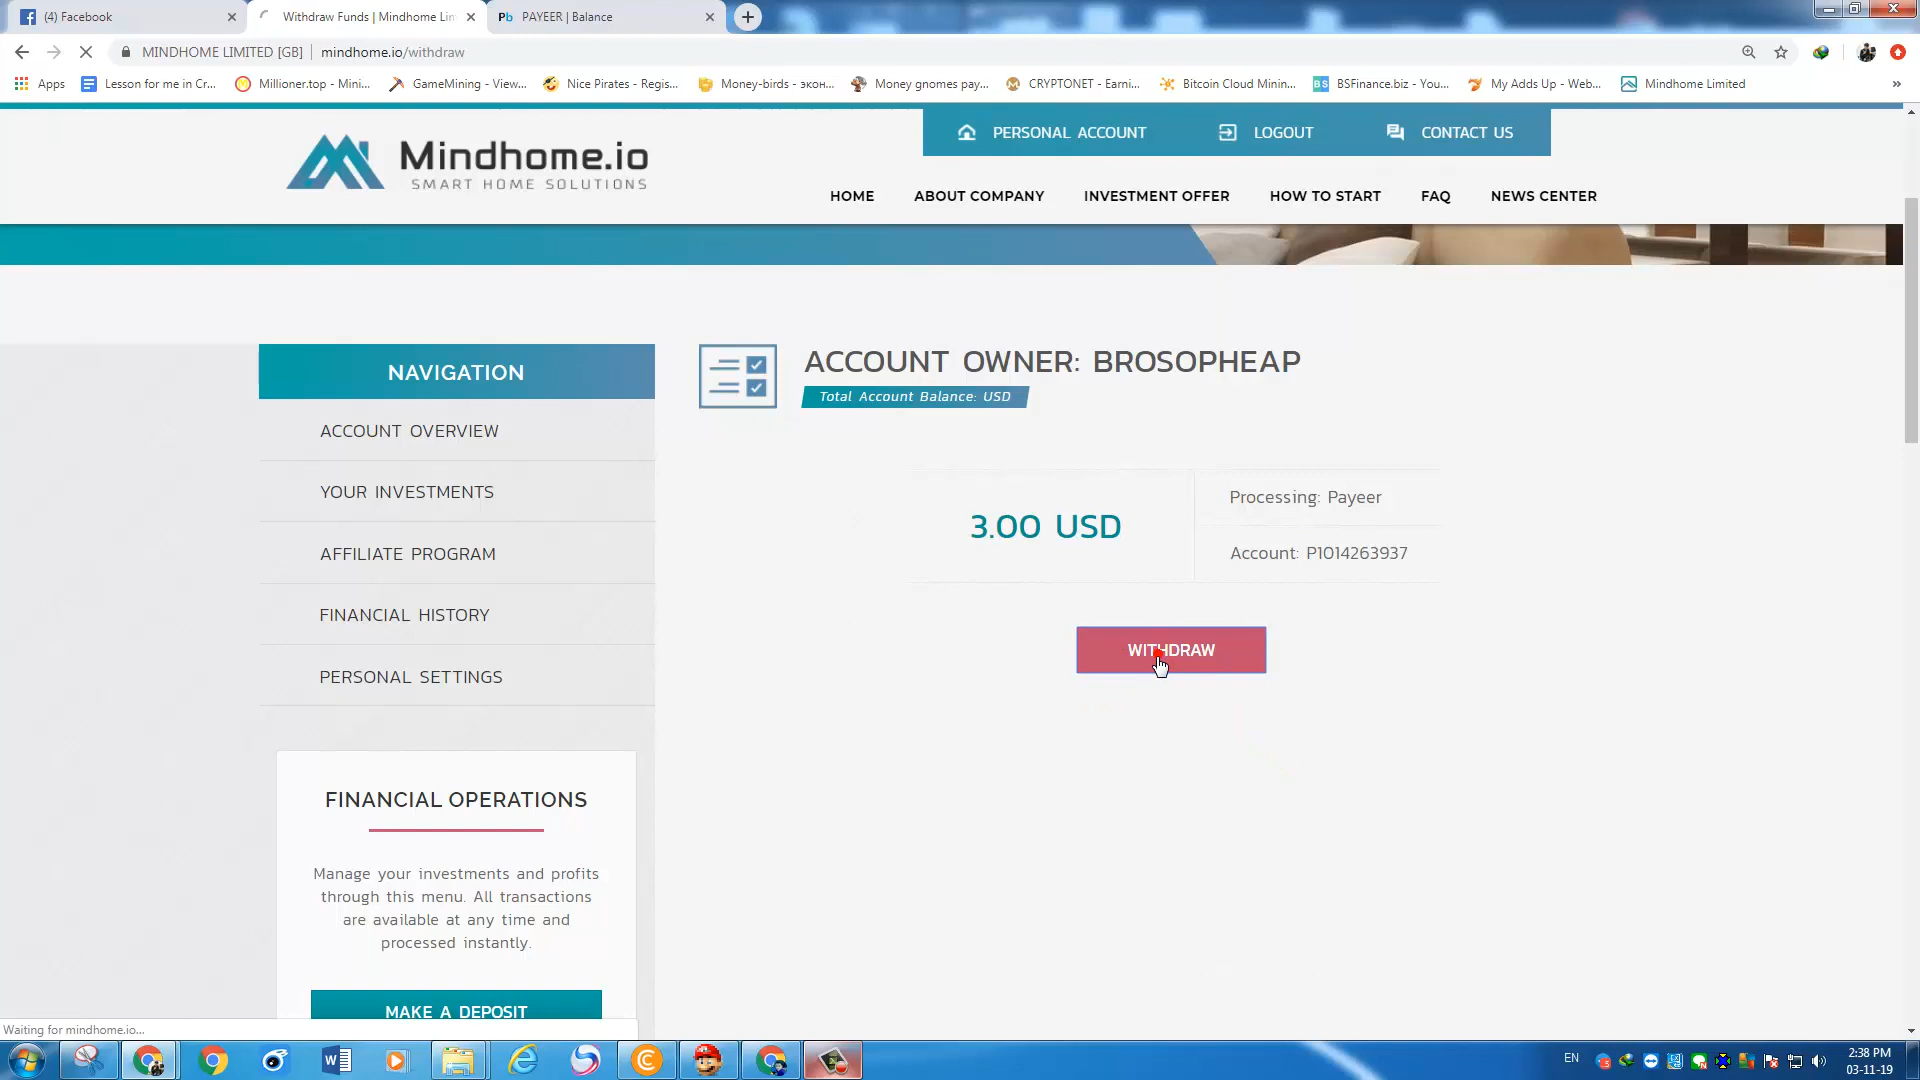 (4) Facebook
Withdraw Funds | Mindhome Lim
Pb PAYEER | Balance
MINDHOME LIMITED [GB] | mindhome.io/withdraw
Apps
Lesson for me in Cr...
Millioner.top - Mini...
GameMining - View...
Nice Pirates - Regis...
Money-birds - экон...
Money gnomes pay...
CRYPTONET - Earni...
Bitcoin Cloud Minin...
BS BSFinance.biz - You...
My Adds Up - Web...
Mindhome Limited
»
Mindhome.io
SMART HOME SOLUTIONS
PERSONAL ACCOUNT
LOGOUT
CONTACT US
HOME
ABOUT COMPANY
INVESTMENT OFFER
HOW TO START
FAQ
NEWS CENTER
NAVIGATION
ACCOUNT OVERVIEW
YOUR INVESTMENTS
AFFILIATE PROGRAM
FINANCIAL HISTORY
PERSONAL SETTINGS
ACCOUNT OWNER: BROSOPHEAP
Total Account Balance: USD
3.00 USD
Processing: Payeer
Account: P1014263937
WITHDRAW
FINANCIAL OPERATIONS
Manage your investments and profits
through this menu. All transactions
are available at any time and
processed instantly.
MAKE A DEPOSIT
Waiting for mindhome.io...
EN
2:38 PM
03-11-19